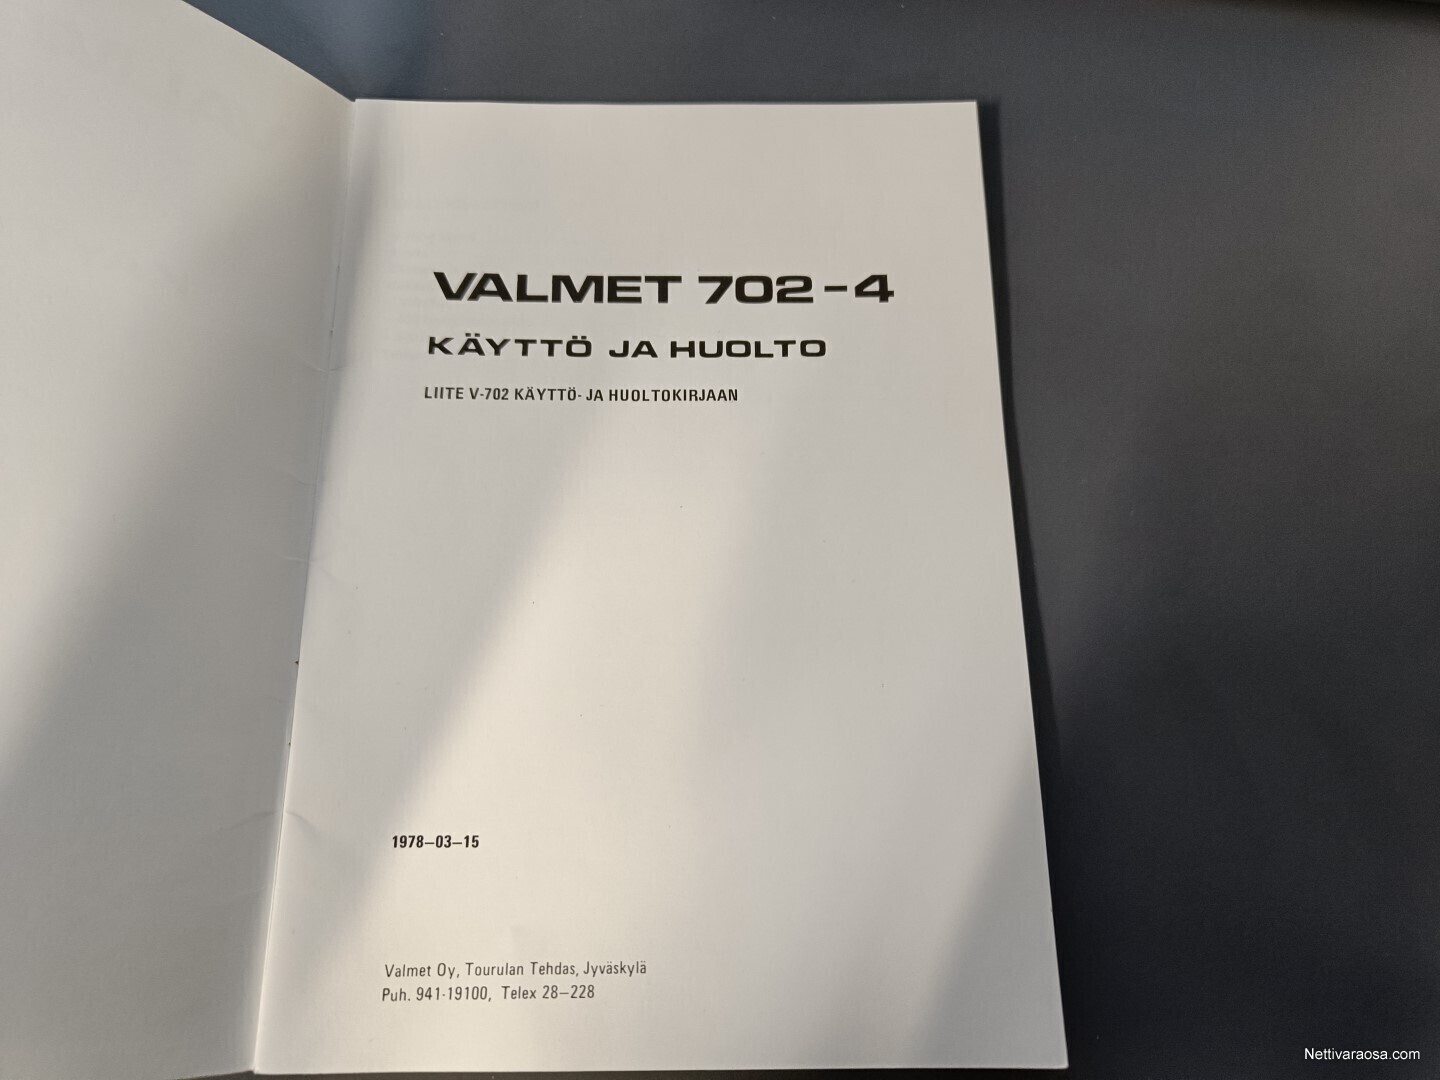 VALMET 702-4
KÄYTTÖ JA HUOLTO
LIITE V-702 KÄYTTÖ- JA HUOLTOKIRJAAN
1978–03–15
Valmet Oy, Tourulan Tehdas, Jyväskylä
Puh. 941-19100, Telex 28–228
Nettivaraosa.com